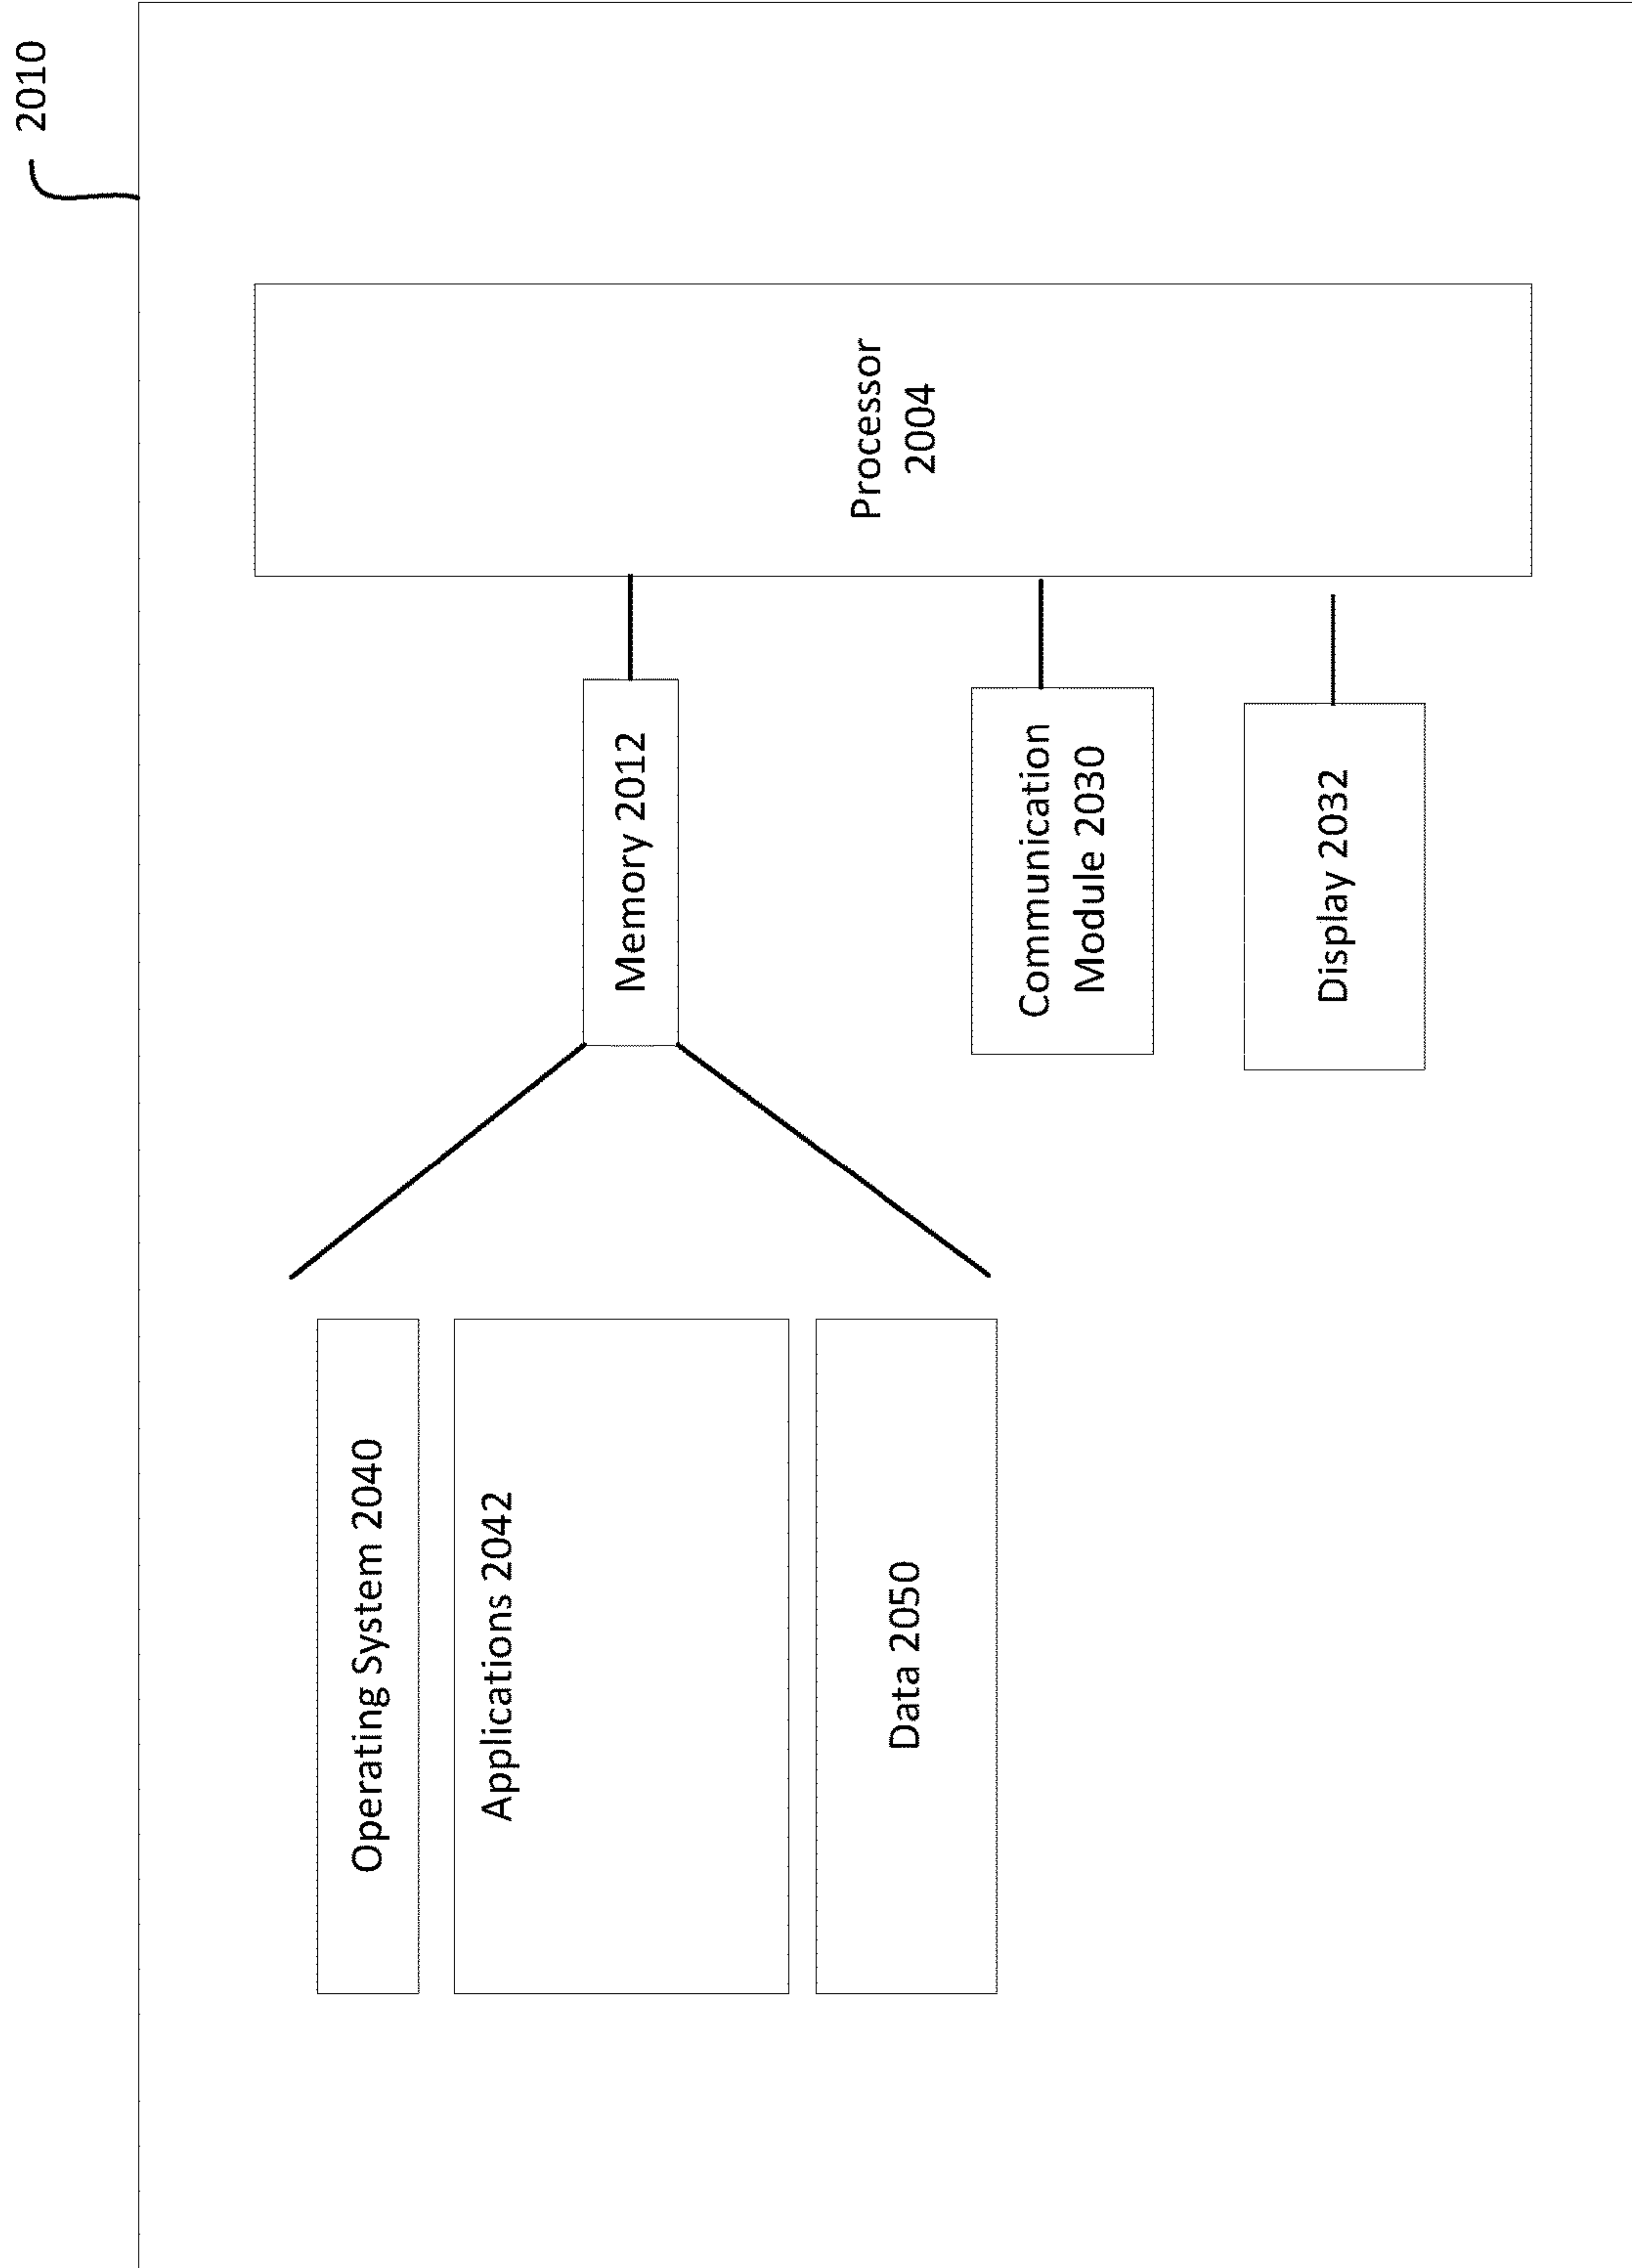 2010
Operating System 2040
Applications 2042
Data 2050
Memory 2012
Communication
Module 2030
Display 2032
Processor
2004